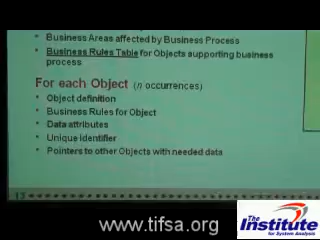 Business Areas affected by Business Process
Business Rules Table for Objects supporting business
process
For each Object (n occurrences)
Object definition
Business Rules for Object
Data attributes
Unique Identifier
Pointers to other Objects with needed data
13
The
Institute
for System Analysis
www.tifsa.org